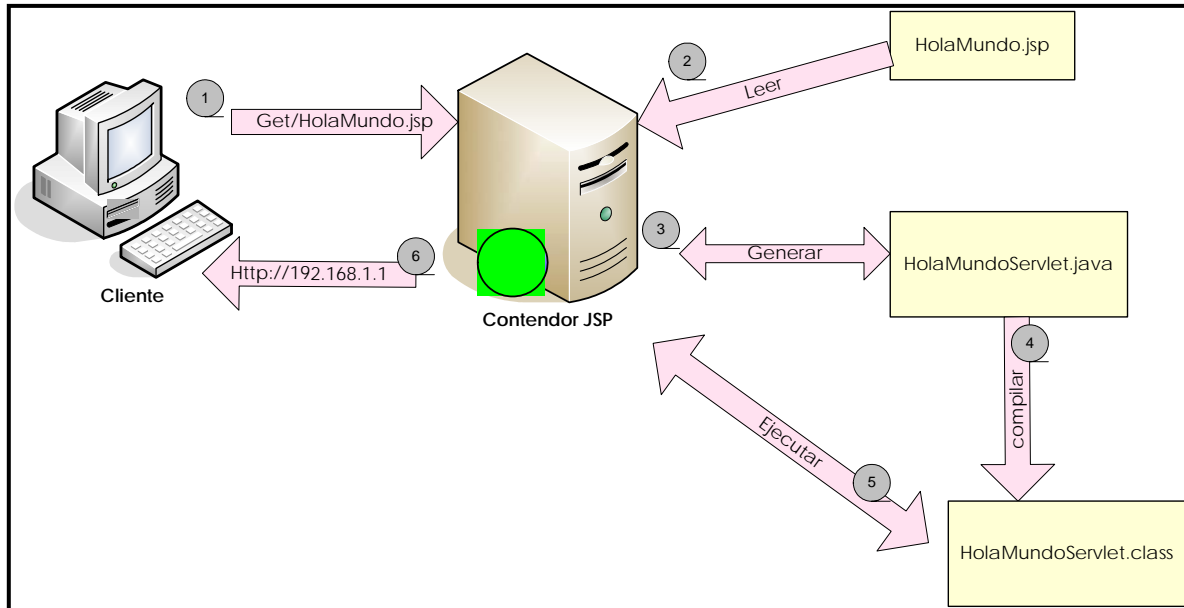 HolaMundo.jsp
2
Leer
1
Get/HolaMundo.jsp
3
Generar
HolaMundoServlet.java
6
Http://192.168.1.1
Cliente
Contendor JSP
4
compilar
Ejecutar
5
HolaMundoServlet.class